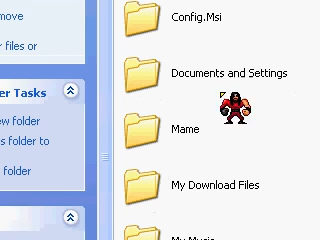 move
r files or
er Tasks
ew folder
s folder to
folder
Config.Msi
Documents and Settings
Mame
My Download Files
My Music